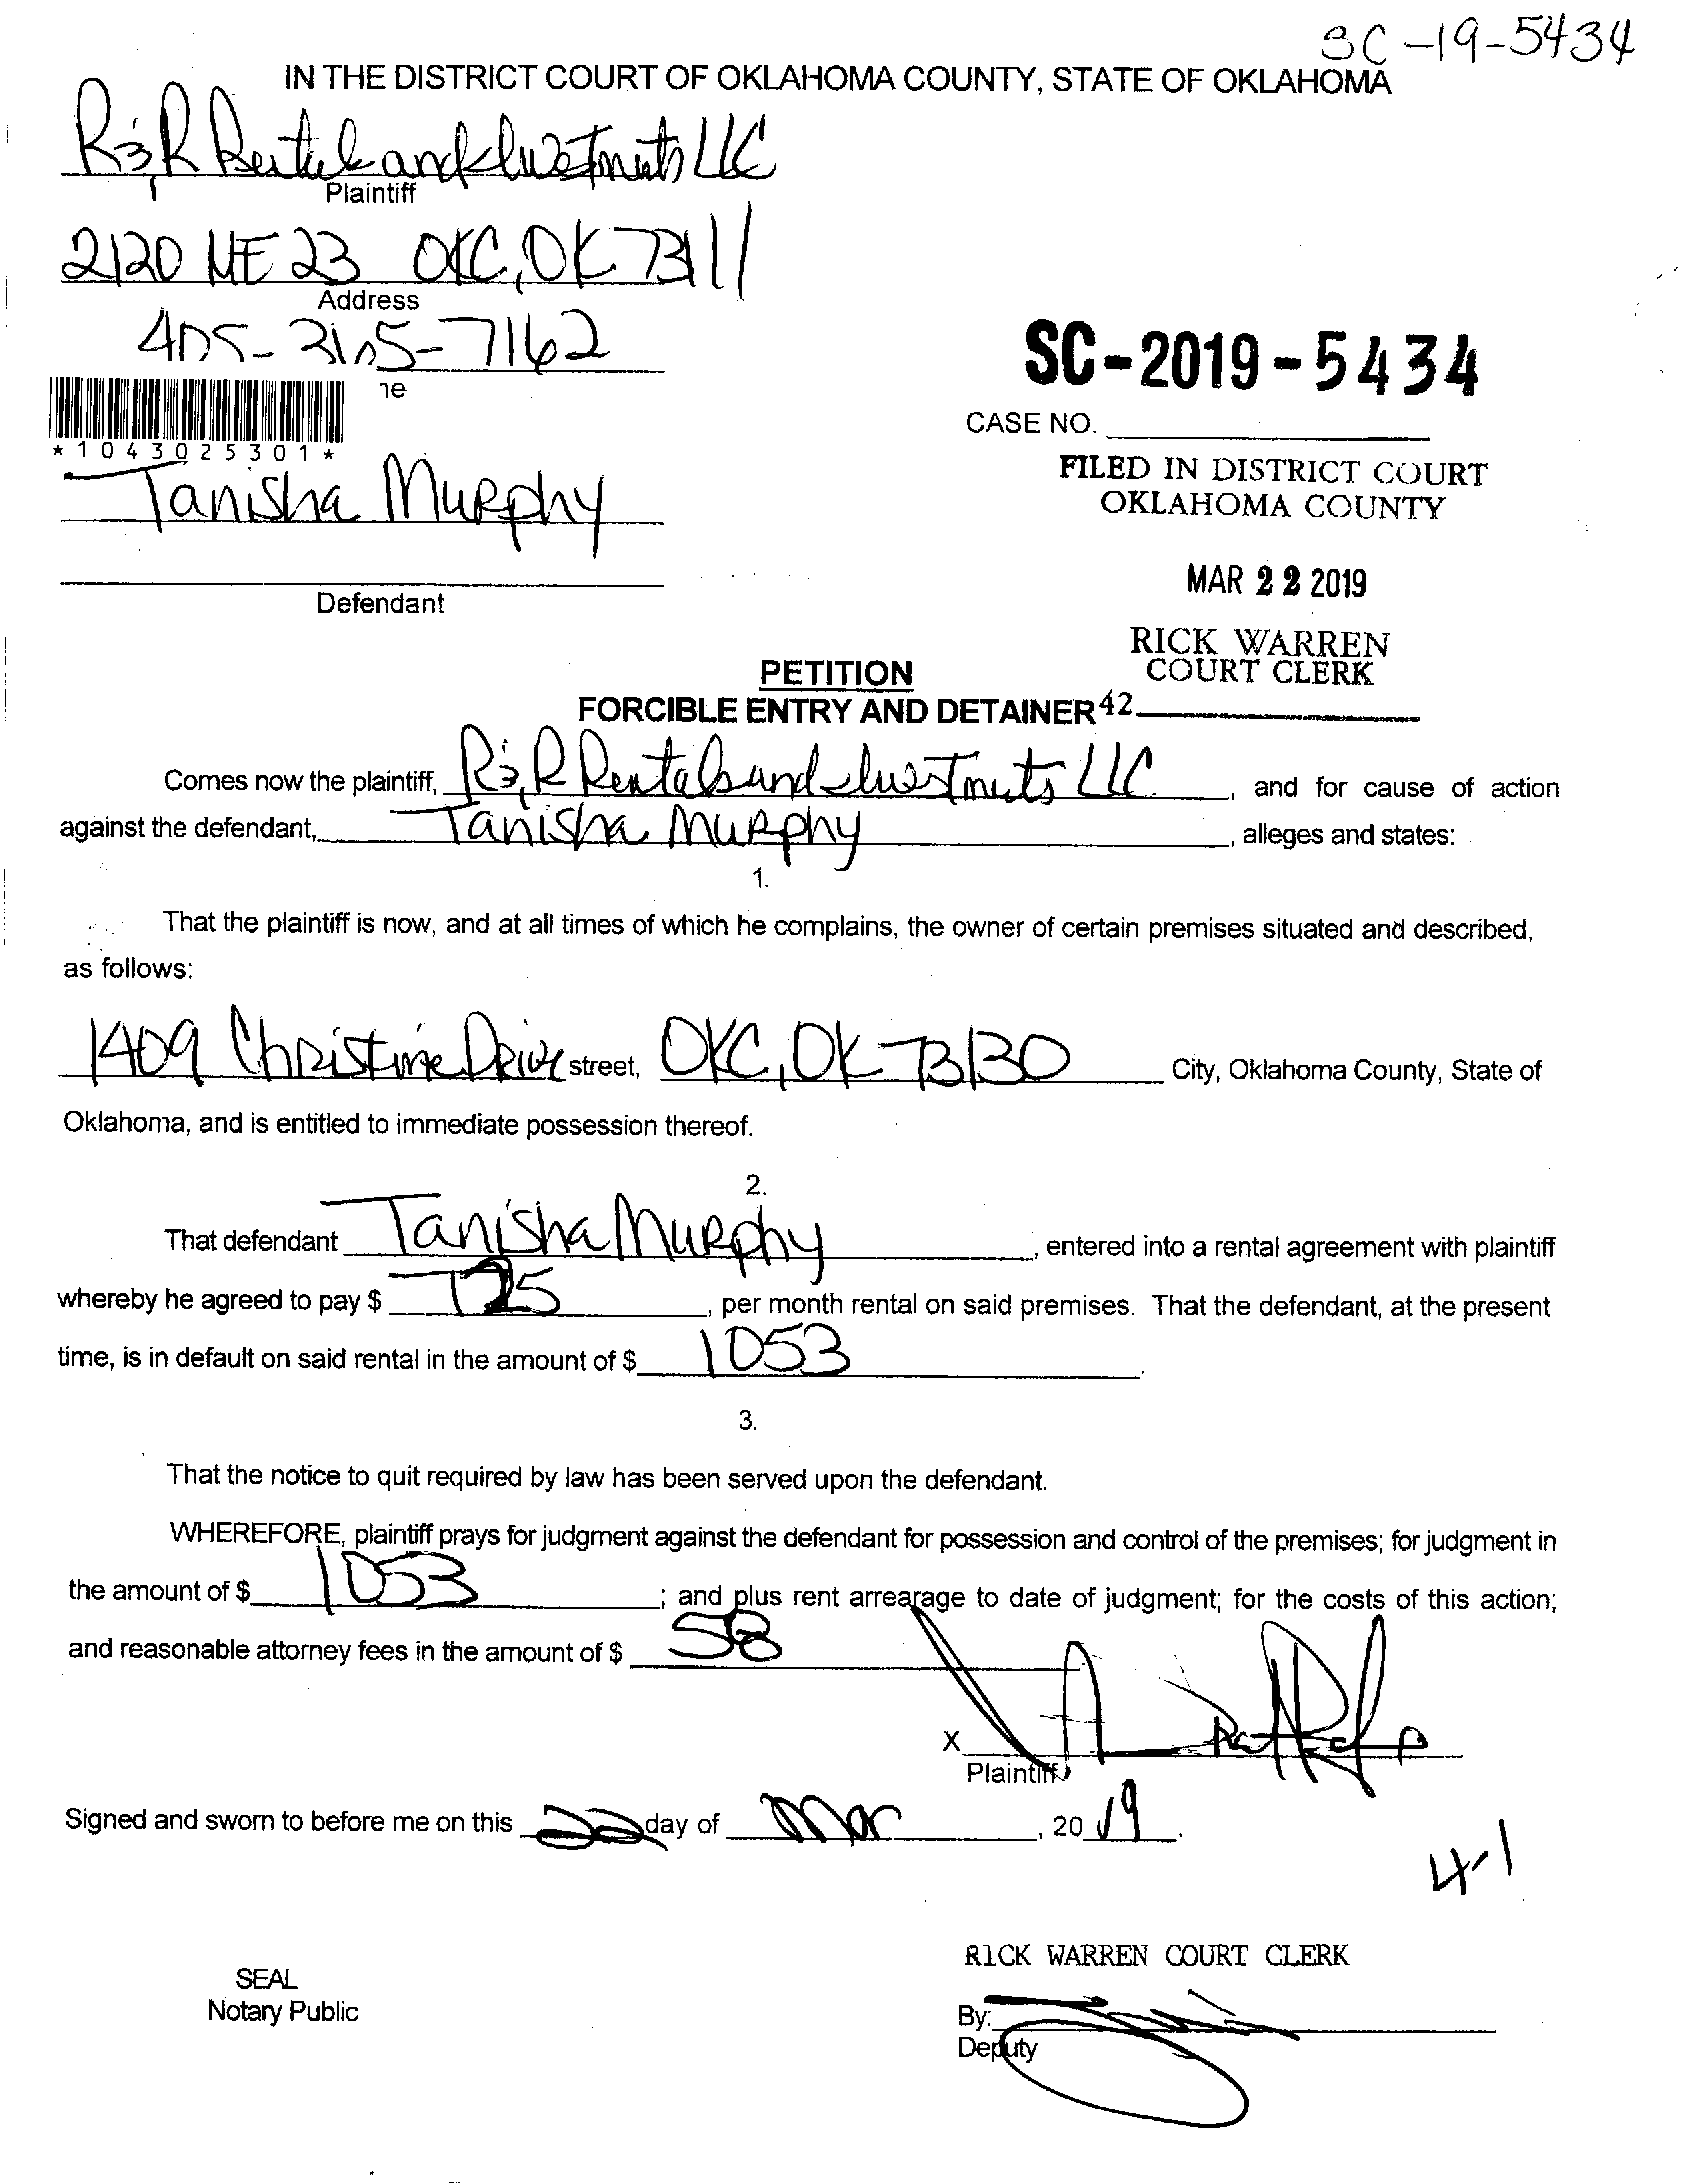 SC-19-5434
IN THE DISTRICT COURT OF OKLAHOMA COUNTY, STATE OF OKLAHOMA
R&R Rentals and Investments LLC
Plaintiff
2120 NE 23 OKC, OK 73111
Address
405-315-7162
ne
SC-2019-5434
CASE NO.
*1043025301*
FILED IN DISTRICT COURT
OKLAHOMA COUNTY
Tanisha Murphy
MAR 22 2019
Defendant
RICK WARREN
COURT CLERK
PETITION
FORCIBLE ENTRY AND DETAINER 42
Comes now the plaintiff, R&R Rentals and Investments LLC, and for cause of action
against the defendant, Tanisha Murphy, alleges and states:
1.
That the plaintiff is now, and at all times of which he complains, the owner of certain premises situated and described,
as follows:
1409 Christine Drive street, OKC, OK 73130 City, Oklahoma County, State of
Oklahoma, and is entitled to immediate possession thereof.
2.
That defendant Tanisha Murphy, entered into a rental agreement with plaintiff
whereby he agreed to pay $ 725, per month rental on said premises. That the defendant, at the present
time, is in default on said rental in the amount of $ 1053.
3.
That the notice to quit required by law has been served upon the defendant.
WHEREFORE, plaintiff prays for judgment against the defendant for possession and control of the premises; for judgment in
the amount of $ 1053; and plus rent arrearage to date of judgment; for the costs of this action;
and reasonable attorney fees in the amount of $ 58
X
Plaintiff
Signed and sworn to before me on this 22 day of Mar, 2019.
4-1
RICK WARREN COURT CLERK
SEAL
Notary Public
By:
Deputy